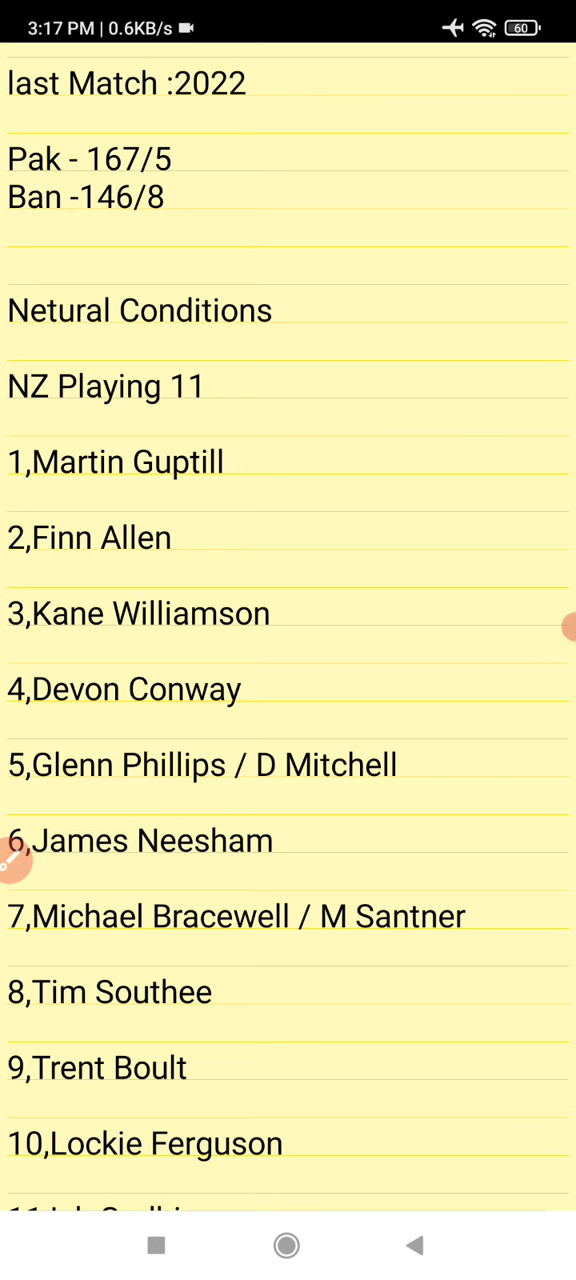 3:17 PM | 0.6KB/s 60
last Match :2022
Pak - 167/5
Ban -146/8
Netural Conditions
NZ Playing 11
1,Martin Guptill
2,Finn Allen
3,Kane Williamson
4,Devon Conway
5,Glenn Phillips / D Mitchell
6,James Neesham
7,Michael Bracewell / M Santner
8,Tim Southee
9,Trent Boult
10,Lockie Ferguson